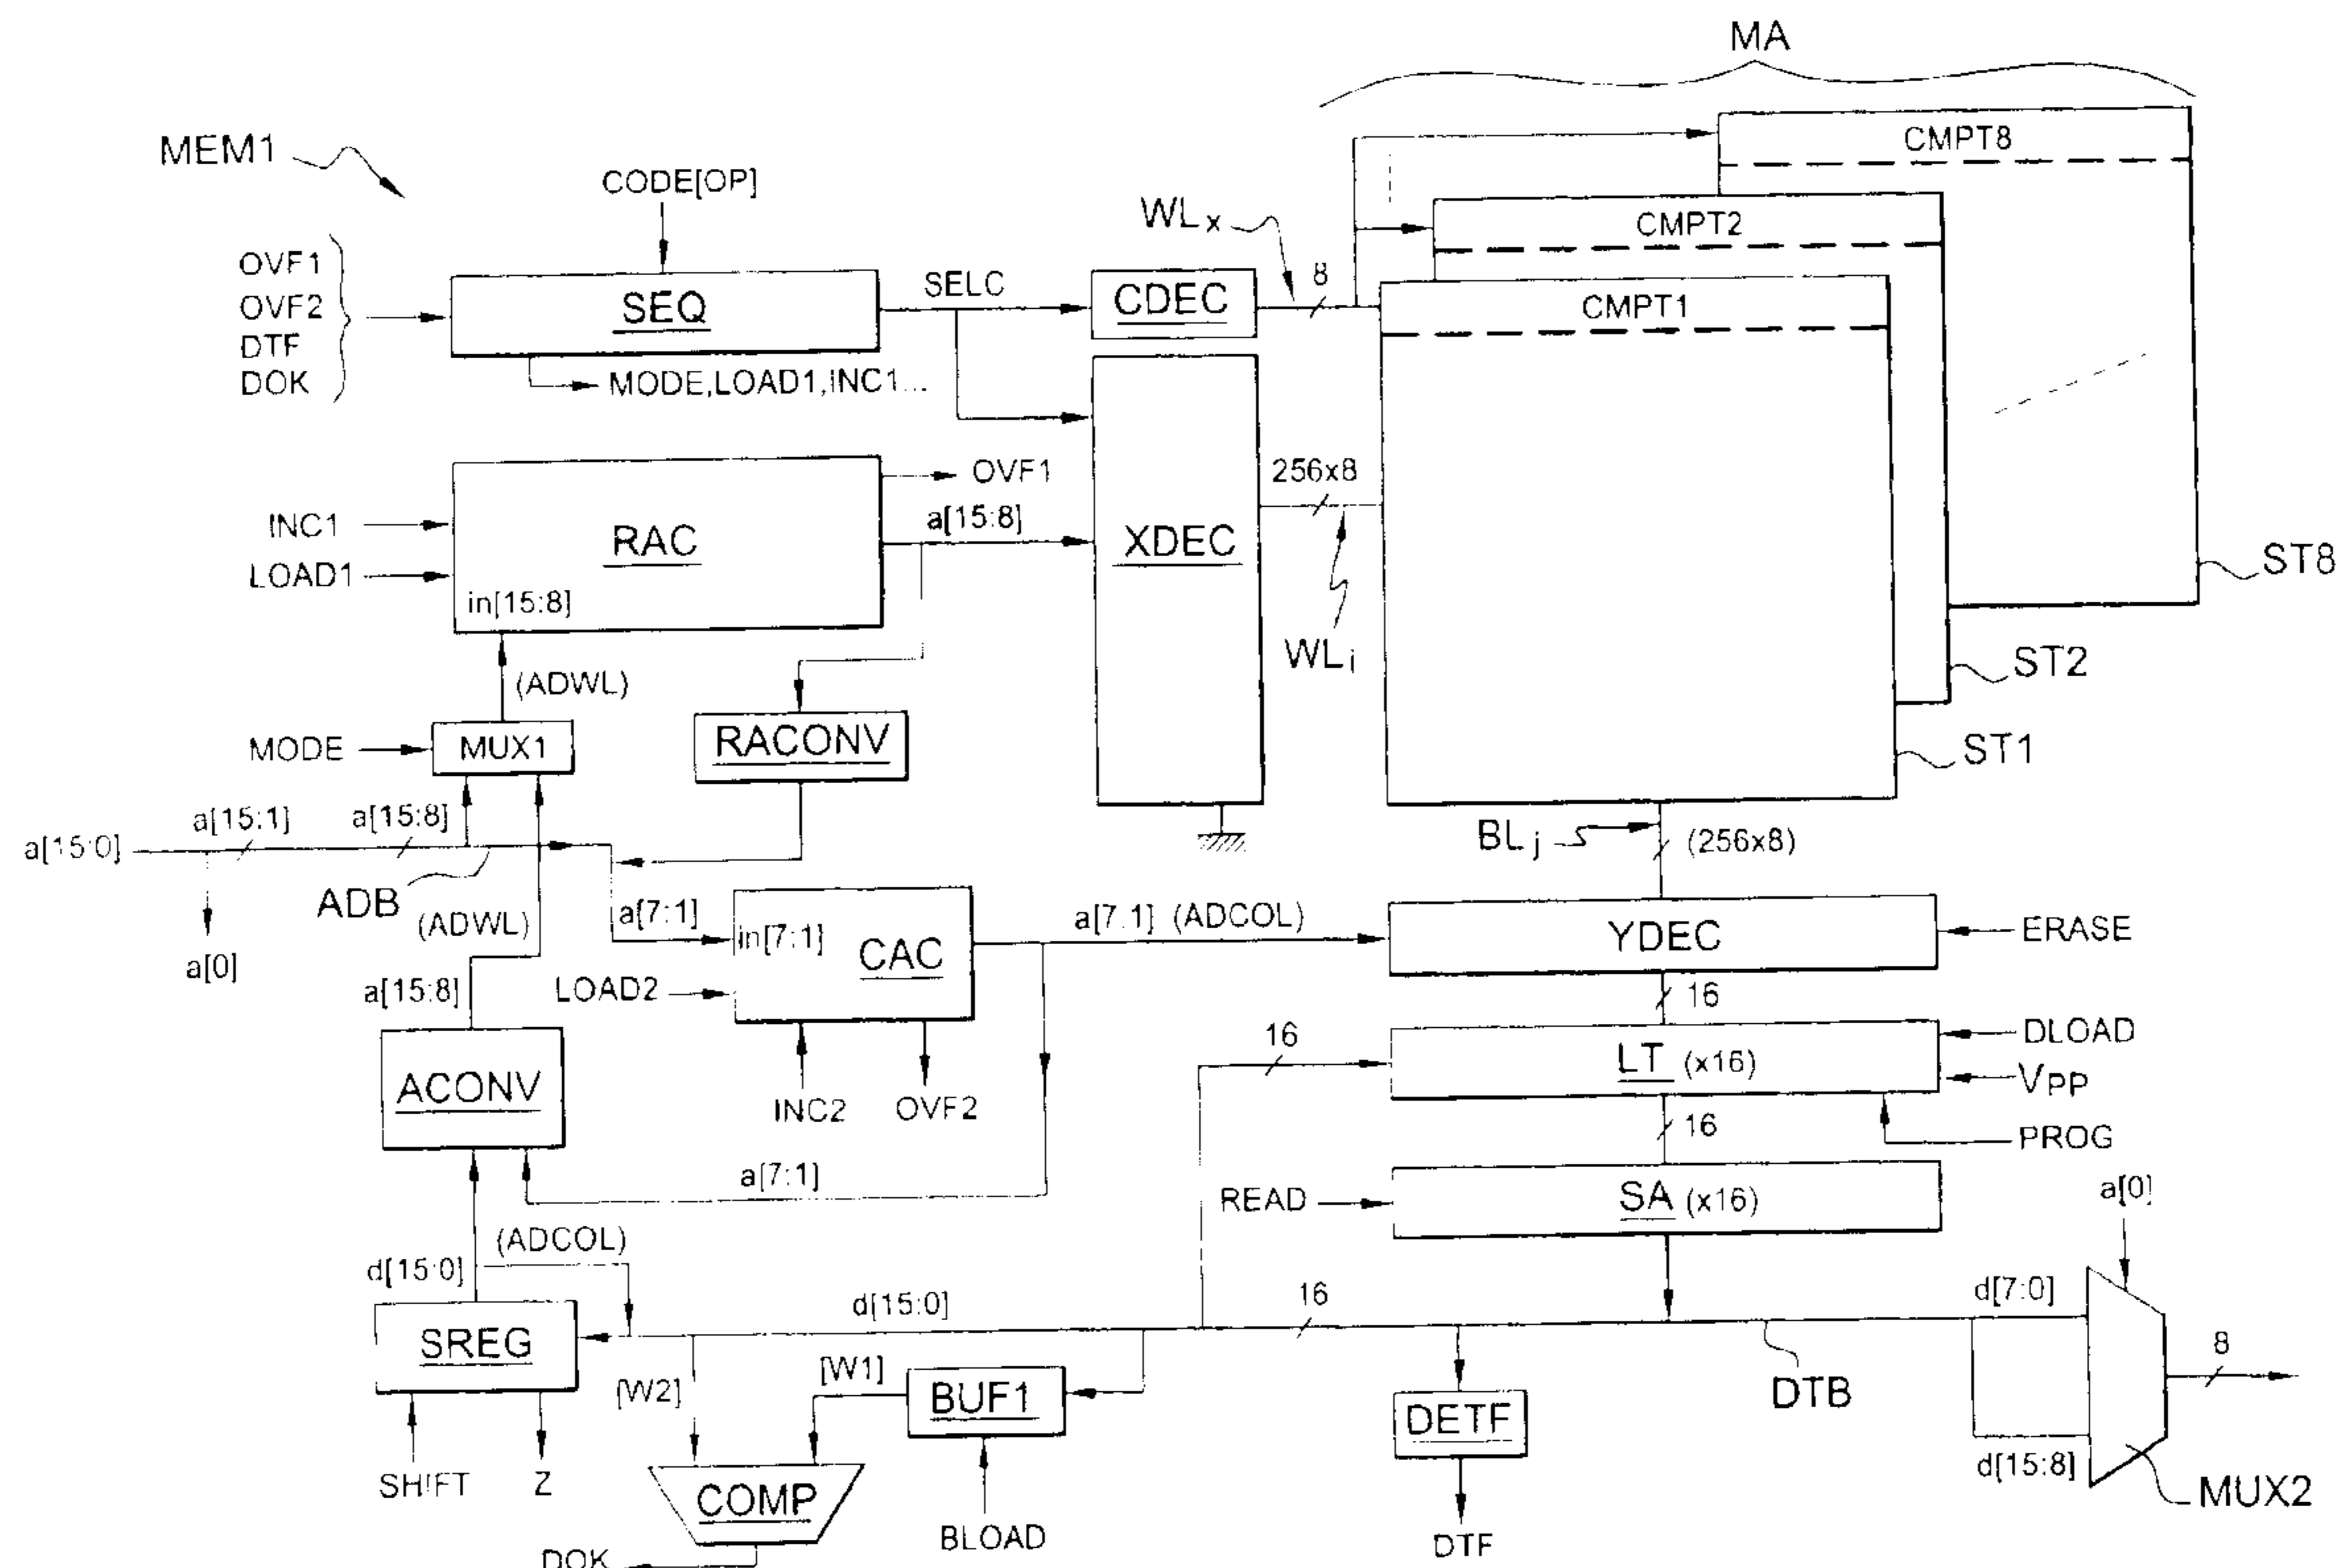 MA
MEM1
CMPT8
CODE[OP]
WLx
CMPT2
OVF1
OVF2
DTF
DOK
SEQ
SELC
CDEC
8
CMPT1
MODE,LOAD1,INC1...
OVF1
256x8
INC1
RAC
a[15:8]
XDEC
LOAD1
in[15:8]
ST8
WLi
ST2
(ADWL)
MODE
MUX1
RACONV
ST1
a[15:0]
a[15:1]
a[15:8]
BLj
(256x8)
ADB
(ADWL)
a[7:1]
in[7:1]
CAC
a[7:1] (ADCOL)
YDEC
ERASE
a[0]
a[15:8]
LOAD2
16
16
LT (x16)
DLOAD
VPP
ACONV
INC2
OVF2
16
PROG
a[7:1]
READ
SA (x16)
a[0]
(ADCOL)
d[15:0]
d[15:0]
16
d[7:0]
SREG
[W2]
[W1]
BUF1
DETF
DTB
8
SHIFT
Z
COMP
BLOAD
DTF
d[15:8]
MUX2
DOK